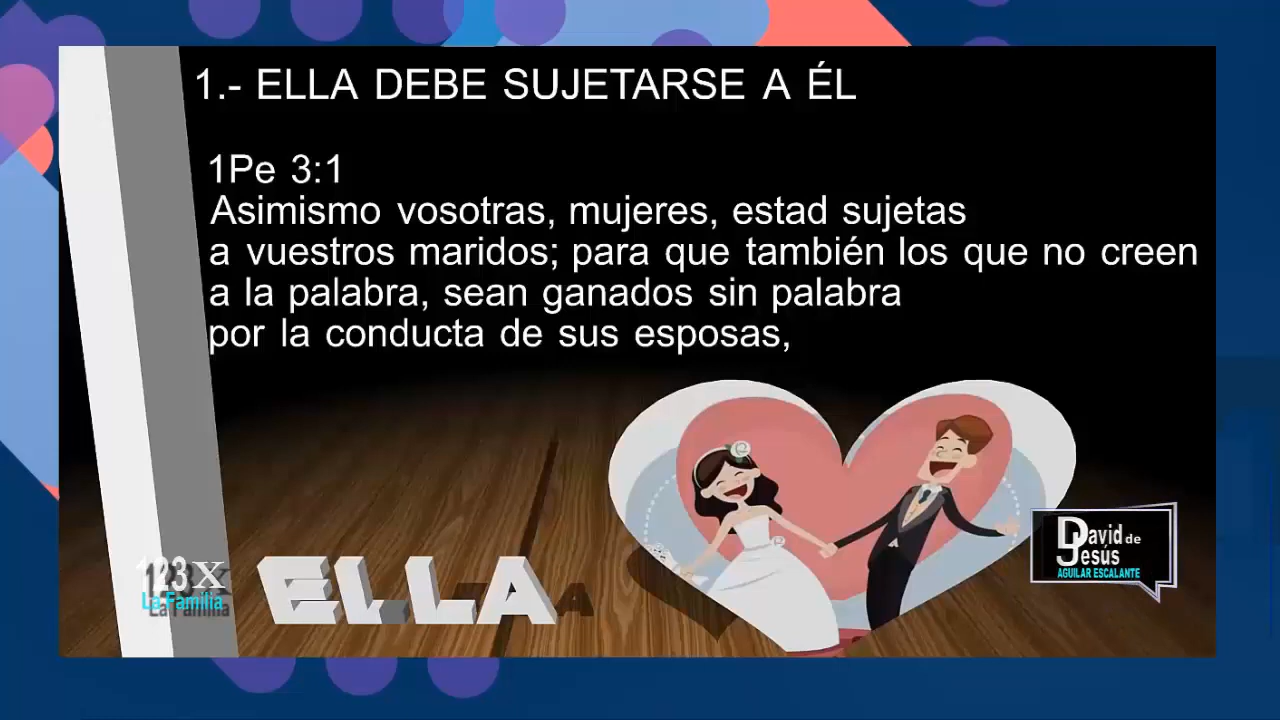 1.- ELLA DEBE SUJETARSE A ÉL
1Pe 3:1
Asimismo vosotras, mujeres, estad sujetas
a vuestros maridos; para que también los que no creen
a la palabra, sean ganados sin palabra
por la conducta de sus esposas,
123x
La Familia
ELLA
David de
Jesús
AGUILAR ESCALANTE